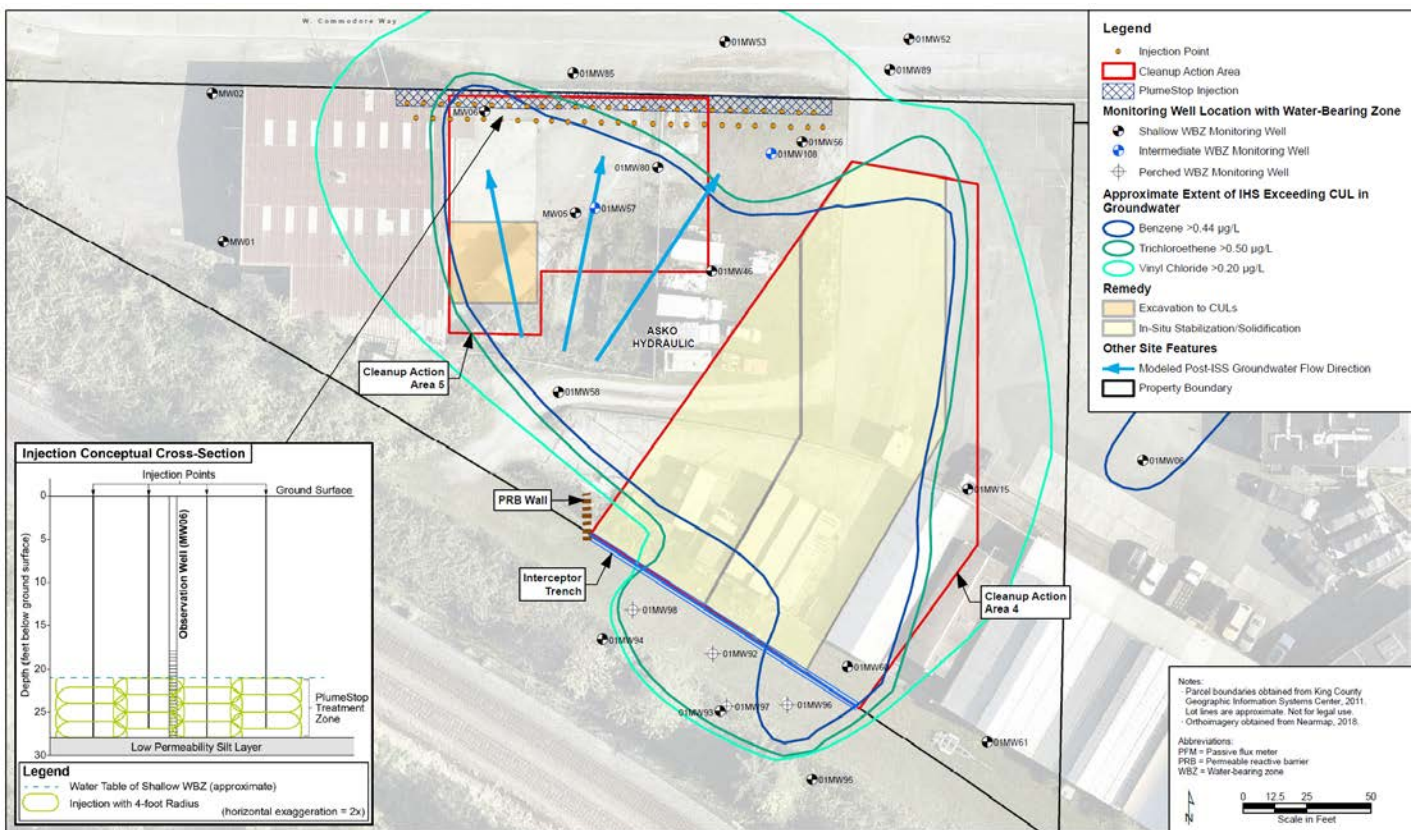 W. Commodore Way
01MW53
01MW52
01MW85
01MW89
MW02
MW06
01MW56
01MW108
01MW80
MW05
01MW57
MW01
01MW46
ASKO
HYDRAULIC
Cleanup Action
Area 5
01MW58
01MW06
01MW15
PRB Wall
Interceptor
Trench
Cleanup Action
Area 4
01MW98
01MW94
01MW92
01MW93
01MW97
01MW96
01MW61
01MW95
Legend
Injection Point
Cleanup Action Area
PlumeStop Injection
Monitoring Well Location with Water-Bearing Zone
Shallow WBZ Monitoring Well
Intermediate WBZ Monitoring Well
Perched WBZ Monitoring Well
Approximate Extent of IHS Exceeding CUL in
Groundwater
Benzene >0.44 µg/L
Trichloroethene >0.50 µg/L
Vinyl Chloride >0.20 µg/L
Remedy
Excavation to CULs
In-Situ Stabilization/Solidification
Other Site Features
Modeled Post-ISS Groundwater Flow Direction
Property Boundary
Injection Conceptual Cross-Section
Injection Points
Ground Surface
Depth (feet below ground surface)
0
5
10
15
20
25
30
Observation Well (MW06)
PlumeStop
Treatment
Zone
Low Permeability Silt Layer
Legend
Water Table of Shallow WBZ (approximate)
Injection with 4-foot Radius
(horizontal exaggeration = 2x)
Notes:
- Parcel boundaries obtained from King County
Geographic Information Systems Center, 2011.
Lot lines are approximate. Not for legal use.
- Orthoimagery obtained from Nearmap, 2018.
Abbreviations:
PFM = Passive flux meter
PRB = Permeable reactive barrier
WBZ = Water-bearing zone
N
0 12.5 25 50
Scale in Feet